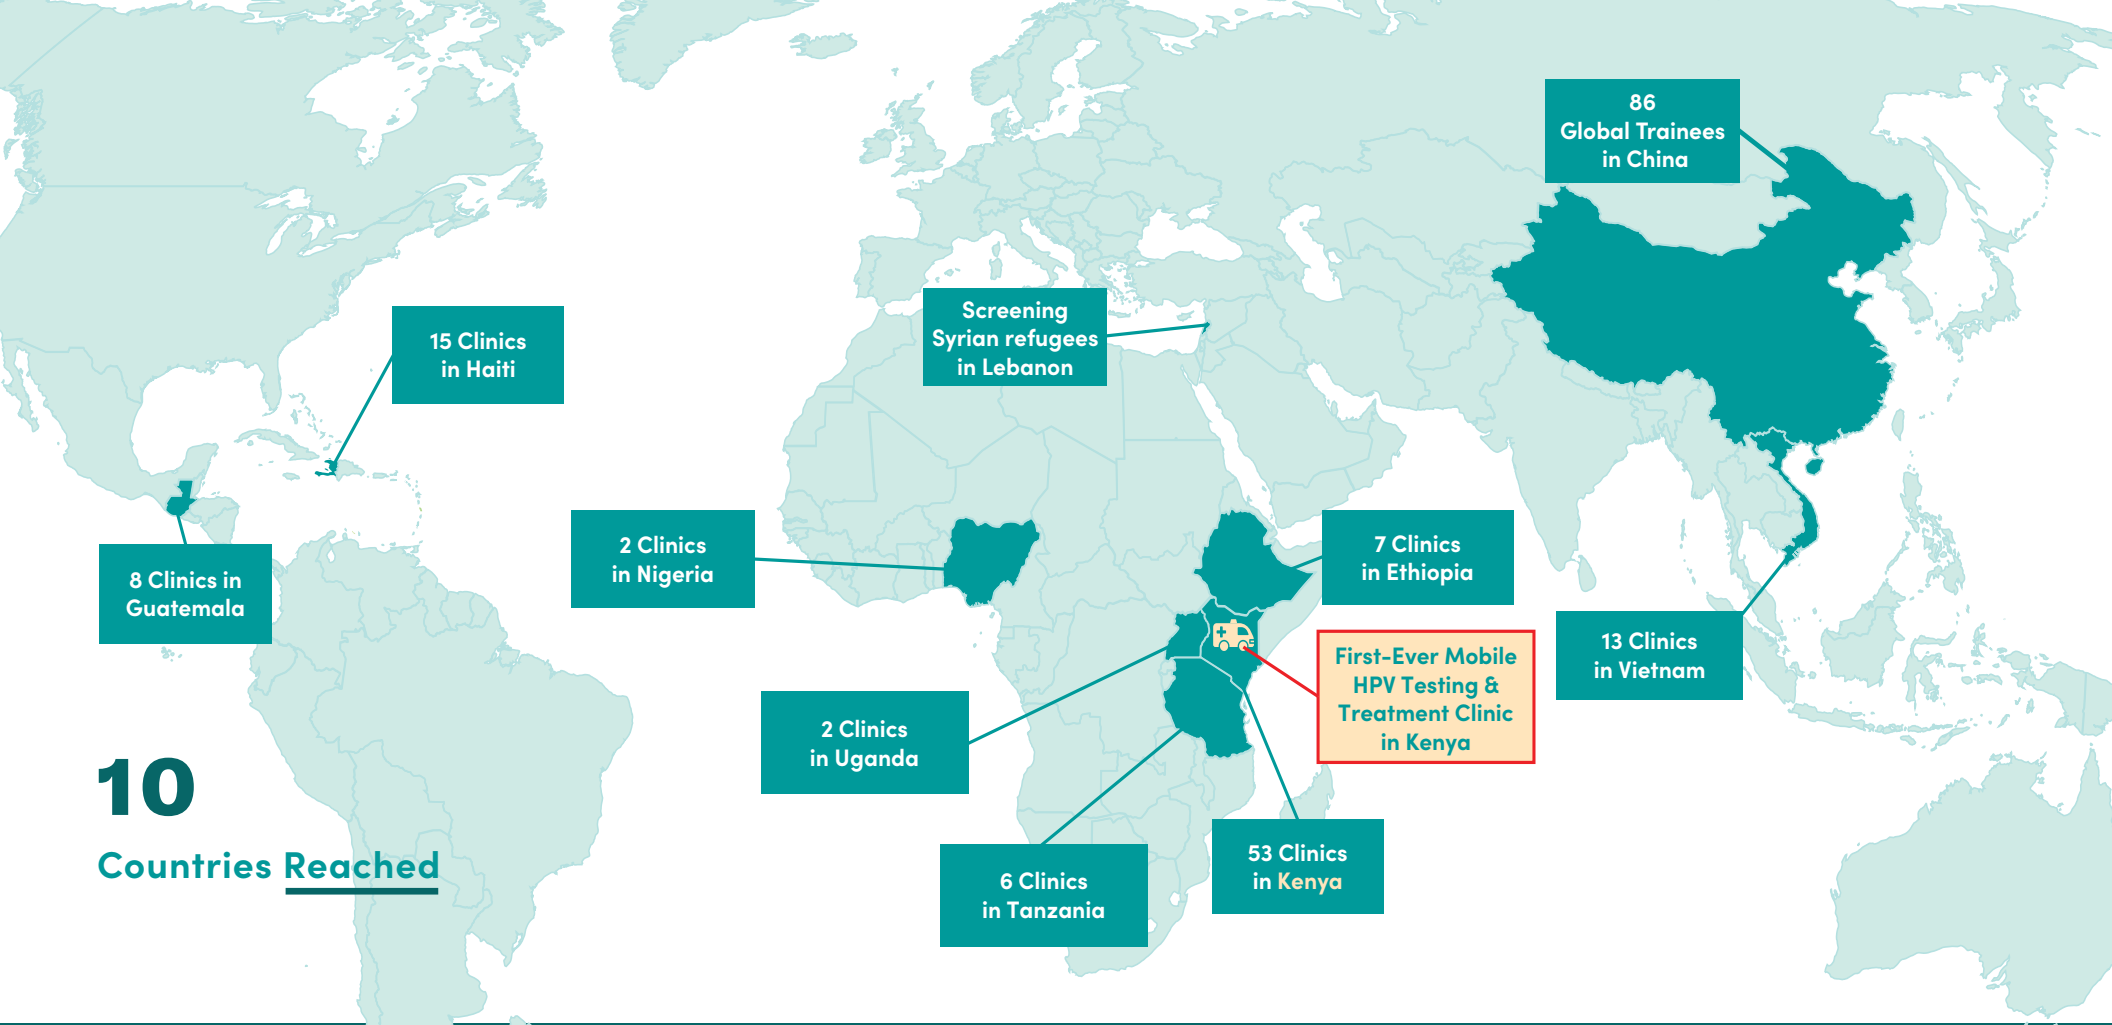 86
Global Trainees
in China
Screening
Syrian refugees
in Lebanon
15 Clinics
in Haiti
2 Clinics
in Nigeria
7 Clinics
in Ethiopia
8 Clinics in
Guatemala
13 Clinics
in Vietnam
First-Ever Mobile
HPV Testing &
Treatment Clinic
in Kenya
2 Clinics
in Uganda
10
Countries Reached
53 Clinics
in Kenya
6 Clinics
in Tanzania